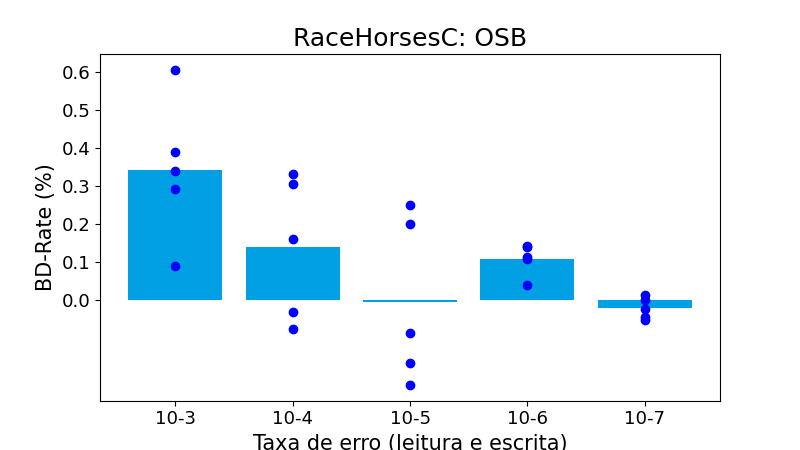 RaceHorsesC: OSB
BD-Rate (%)
0.6
0.5
0.4
0.3
0.2
0.1
0.0
10-3 10-4 10-5 10-6 10-7
Taxa de erro (leitura e escrita)